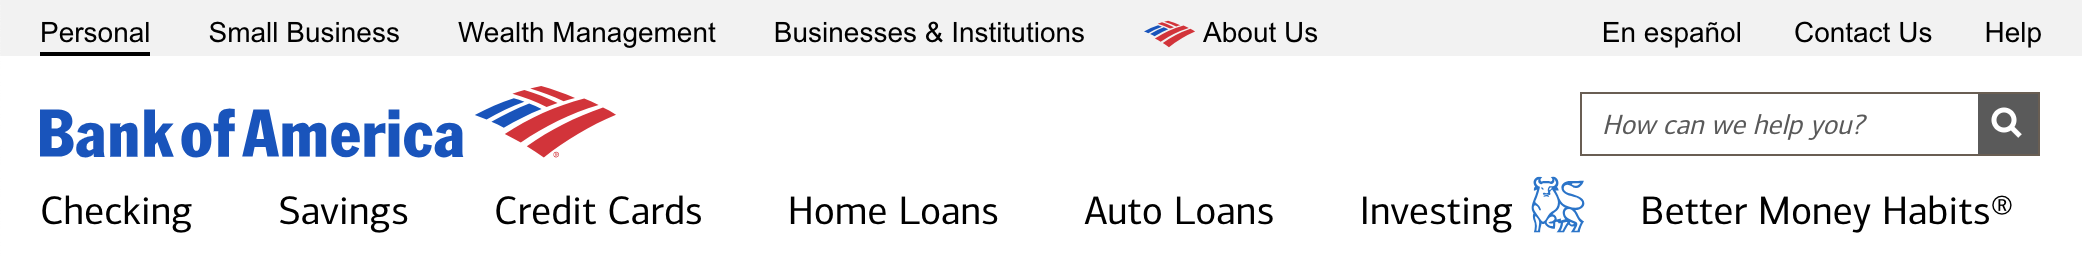 Personal Small Business Wealth Management Businesses & Institutions About Us En español Contact Us Help
Bank of America ®
How can we help you?
Checking Savings Credit Cards Home Loans Auto Loans Investing Better Money Habits®